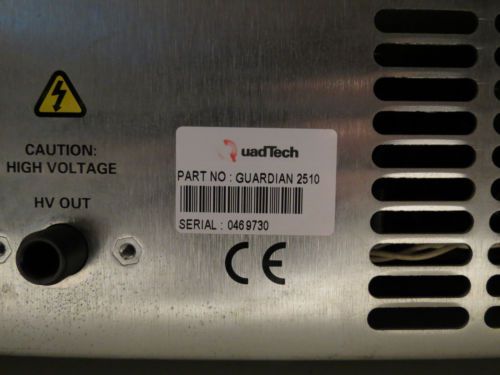 CAUTION:
HIGH VOLTAGE
HV OUT
QuadTech
PART NO : GUARDIAN 2510
SERIAL : 0469730
CE